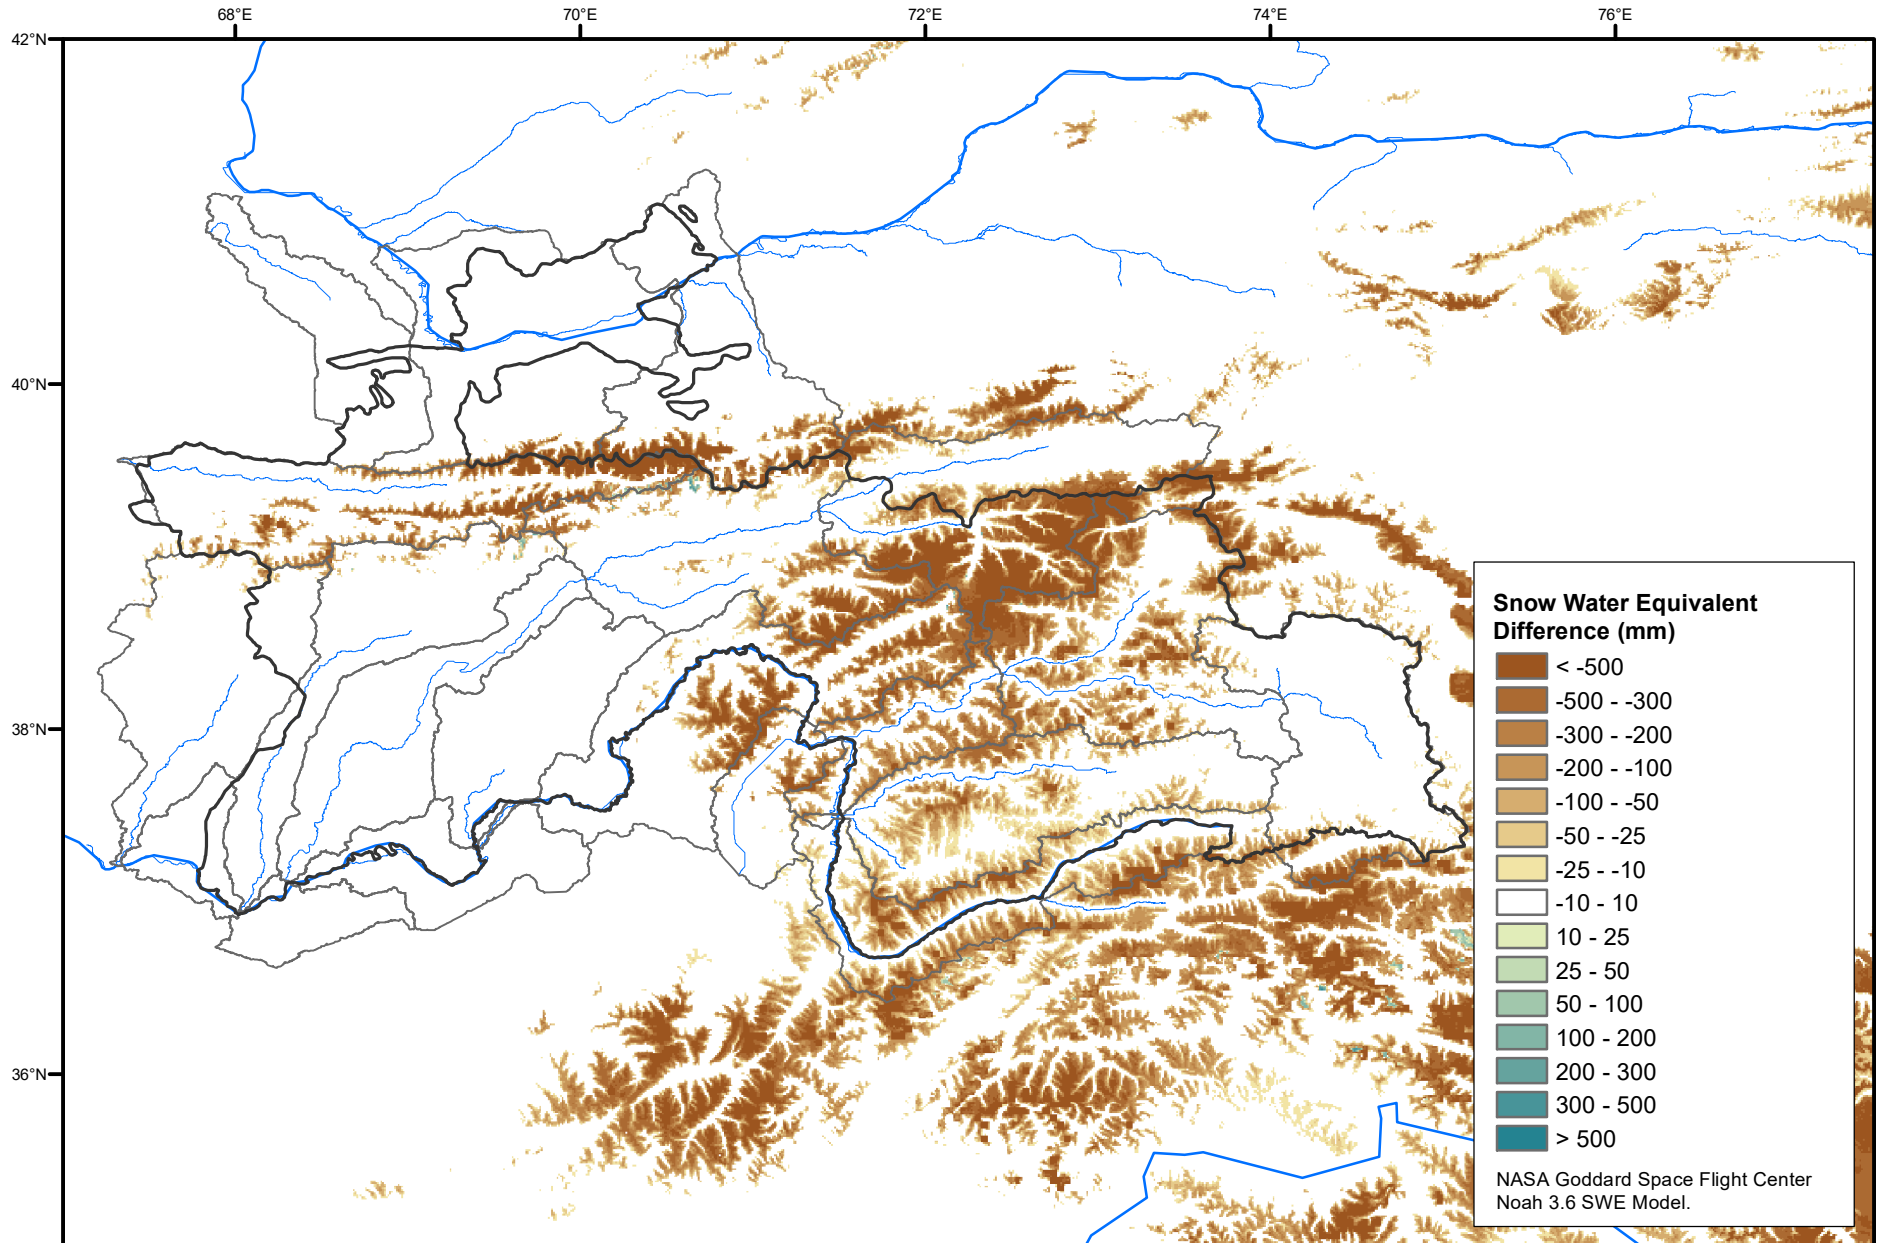 68°E
70°E
72°E
74°E
76°E
42°N
40°N
38°N
36°N
Snow Water Equivalent
Difference (mm)
< -500
-500 - -300
-300 - -200
-200 - -100
-100 - -50
-50 - -25
-25 - -10
-10 - 10
10 - 25
25 - 50
50 - 100
100 - 200
200 - 300
300 - 500
> 500
NASA Goddard Space Flight Center
Noah 3.6 SWE Model.